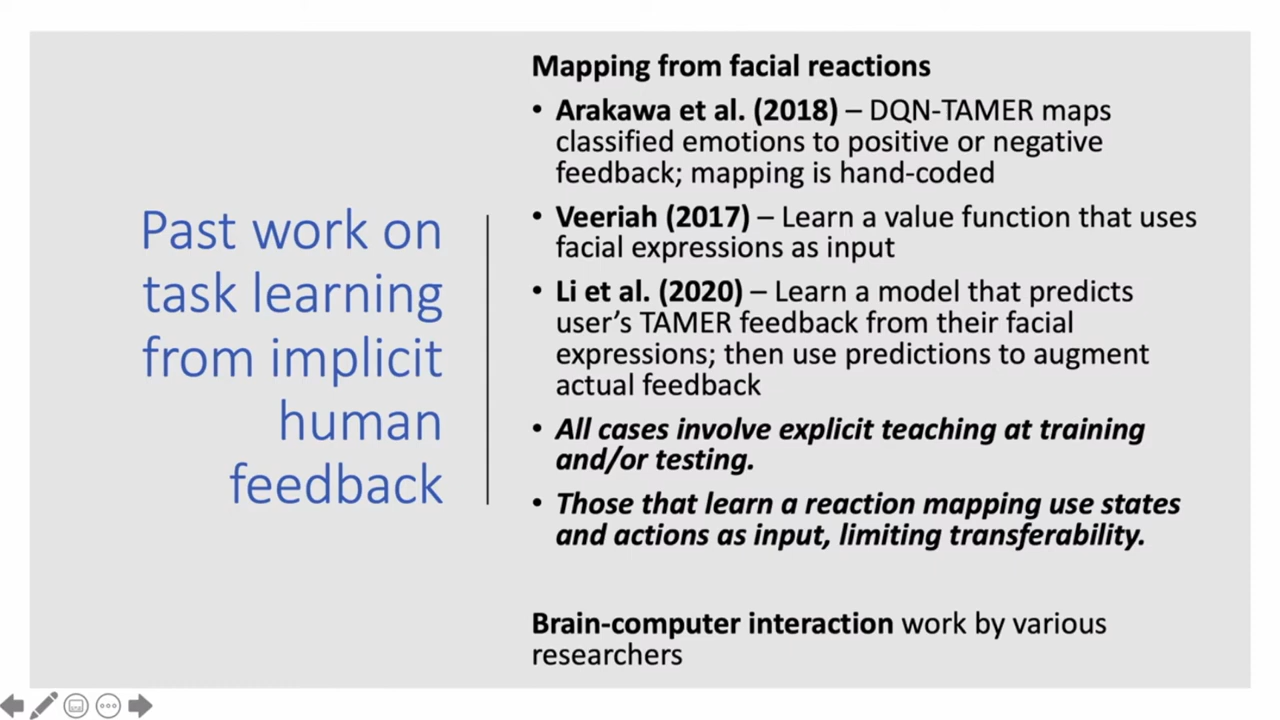 Past work on
task learning
from implicit
human
feedback
Mapping from facial reactions
• Arakawa et al. (2018) – DQN-TAMER maps
classified emotions to positive or negative
feedback; mapping is hand-coded
• Veeriah (2017) – Learn a value function that uses
facial expressions as input
• Li et al. (2020) – Learn a model that predicts
user’s TAMER feedback from their facial
expressions; then use predictions to augment
actual feedback
• All cases involve explicit teaching at training
and/or testing.
• Those that learn a reaction mapping use states
and actions as input, limiting transferability.
Brain-computer interaction work by various
researchers